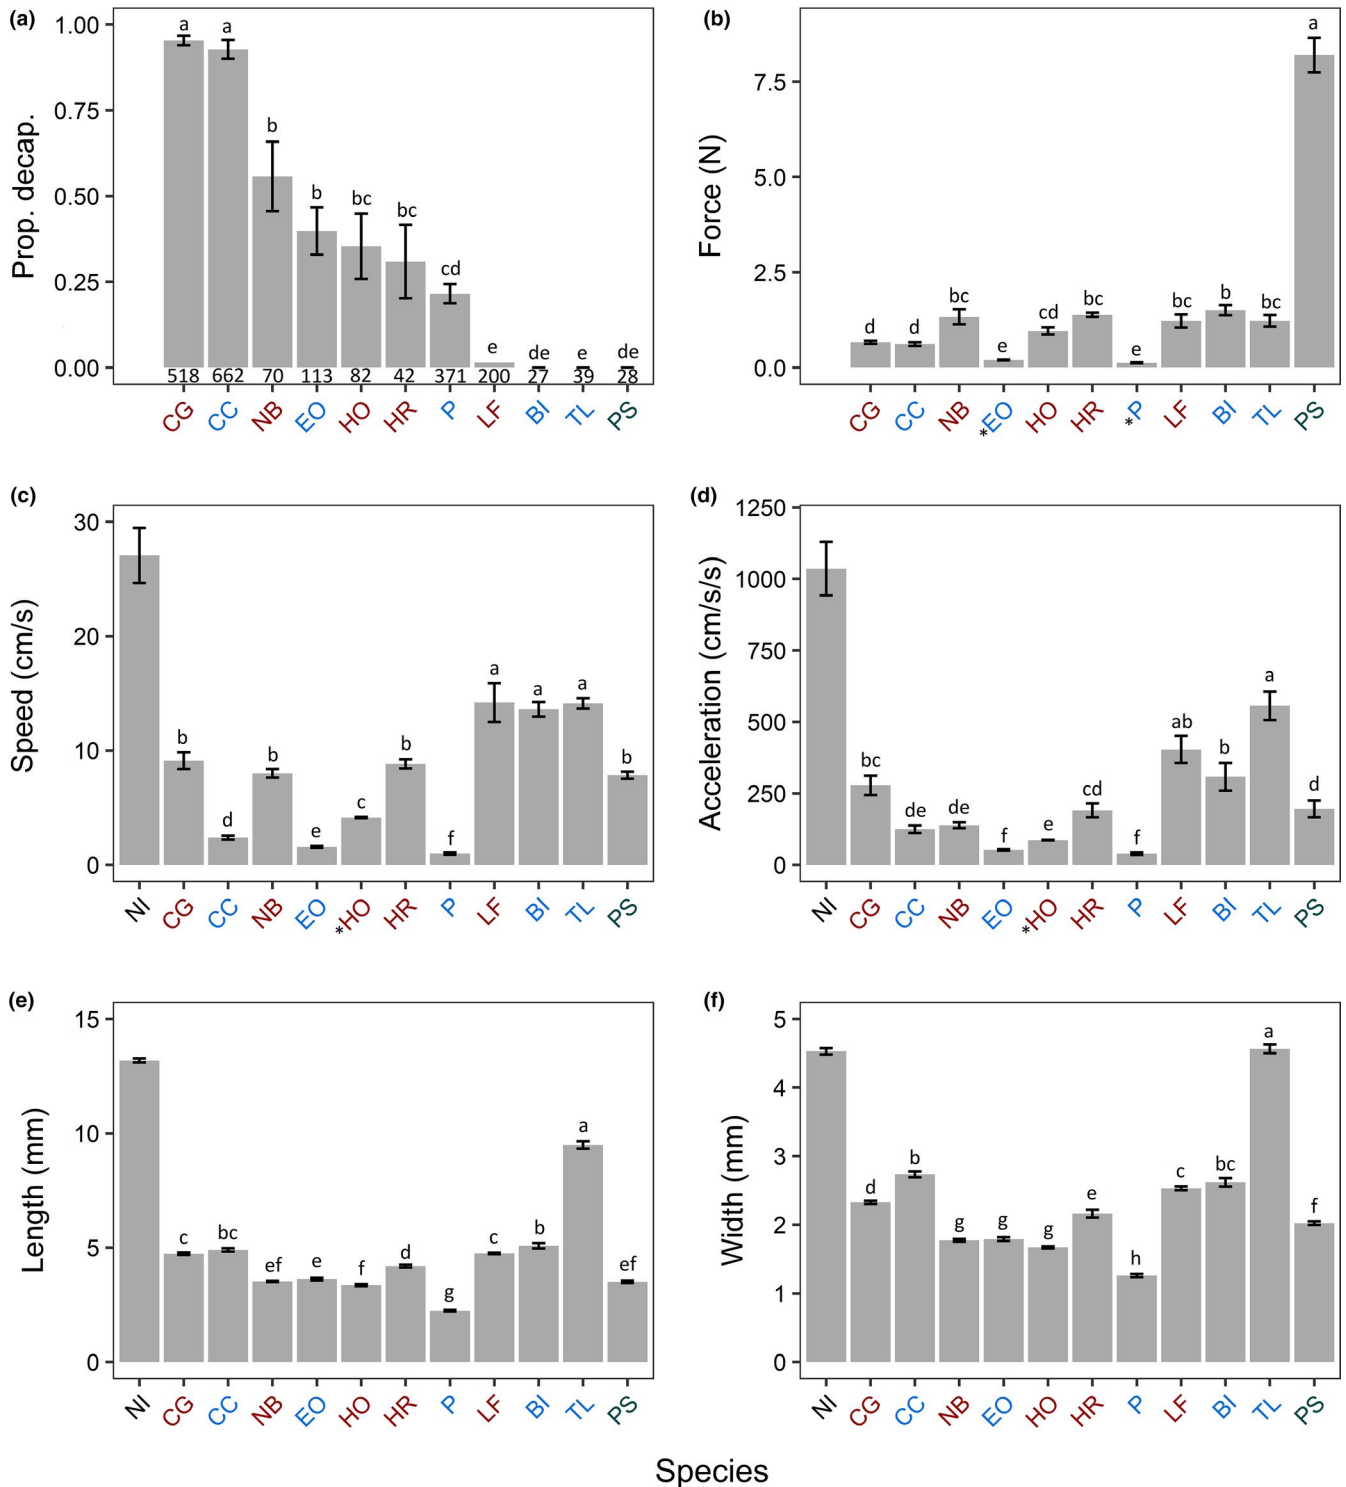 (a)
Prop. decap.
1.00
0.75
0.50
0.25
0.00
a a b b bc bc cd e de e de
518 662 70 113 82 42 371 200 27 39 28
CG CC NB EO HO HR P LF BI TL PS
(b)
Force (N)
7.5
5.0
2.5
0.0
d d bc e cd bc e bc b bc a
CG CC NB *EO HO HR *P LF BI TL PS
(c)
Speed (cm/s)
30
20
10
0
b d b e c b f a a a b
NI CG CC NB EO *HO HR P LF BI TL PS
(d)
Acceleration (cm/s/s)
1250
1000
750
500
250
0
bc de de f e cd f ab b a d
NI CG CC NB EO *HO HR P LF BI TL PS
(e)
Length (mm)
15
10
5
0
c bc ef e f d g c b a ef
NI CG CC NB EO HO HR P LF BI TL PS
(f)
Width (mm)
5
4
3
2
1
0
d b g g g e h c bc a f
NI CG CC NB EO HO HR P LF BI TL PS
Species